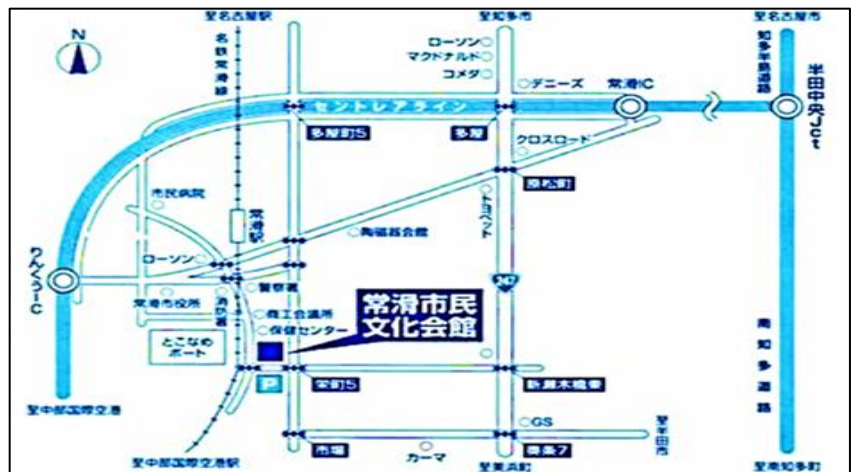 至名古屋駅
至知多市
至名古屋市
N
名鉄常滑線
ローソン
マクドナルド
コメダ
デニーズ
常滑IC
知多半島道路
半田中央Jct
セントレアライン
多屋町5
多屋
クロスロード
原松町
市民病院
常滑駅
トヨペット
陶磁器会館
ローソン
りんくうIC
警察署
常滑市役所
消防署
247
商工会議所
保健センター
常滑市民
文化会館
とこなめ
ボート
南知多道路
P
栄町5
新瀬木橋東
至中部国際空港
GS
至半田市
市場
カーマ
奥条7
至中部国際空港駅
至美浜町
至南知多町